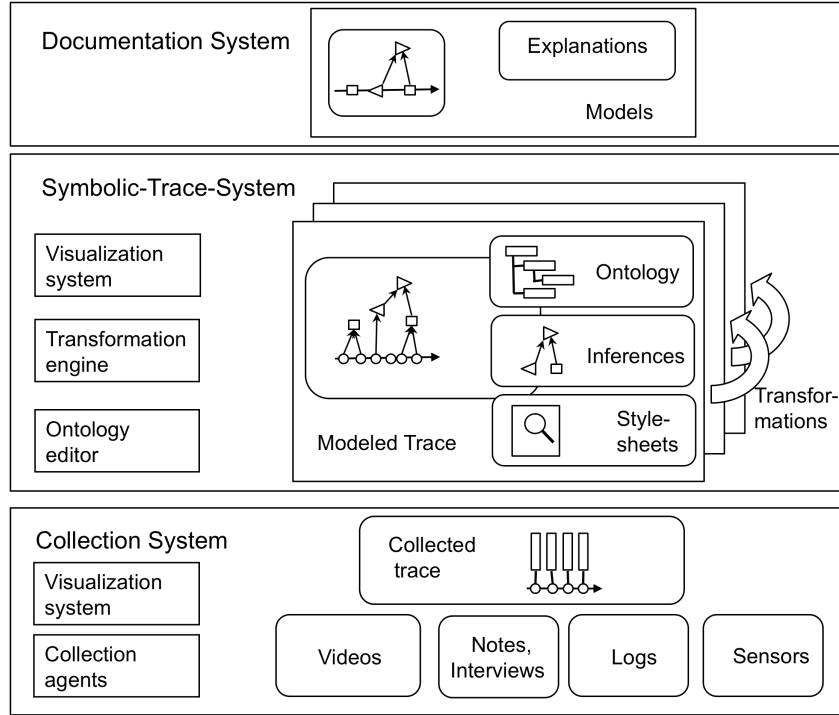 Documentation System
Explanations
Models
Symbolic-Trace-System
Visualization
system
Transformation
engine
Ontology
editor
Ontology
Inferences
Style-
sheets
Modeled Trace
Transfor-
mations
Collection System
Visualization
system
Collection
agents
Collected
trace
Videos
Notes,
Interviews
Logs
Sensors